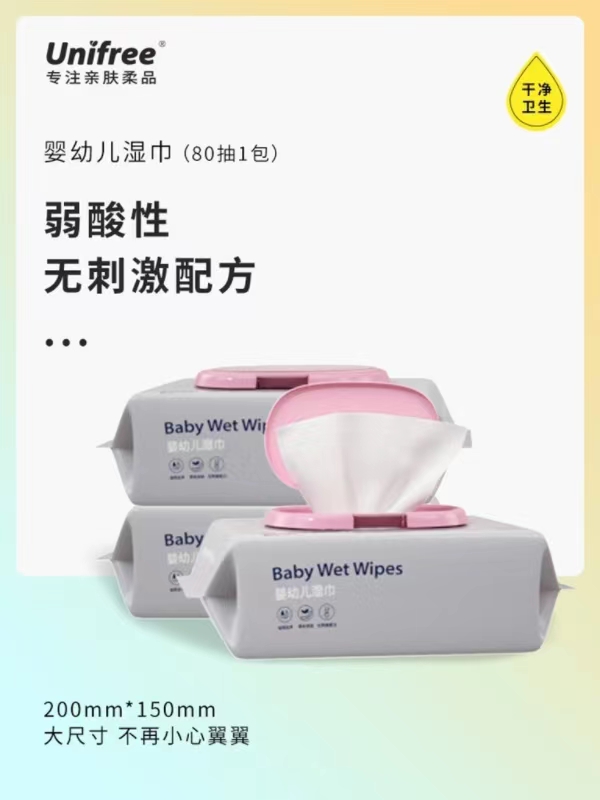 Unifree®
专注亲肤柔品
干净
卫生
婴幼儿湿巾（80抽1包）
弱酸性
无刺激配方
•••
Baby Wet Wip
婴幼儿湿巾
Baby
婴
Baby Wet Wipes
婴幼儿湿巾
200mm*150mm
大尺寸 不再小心翼翼